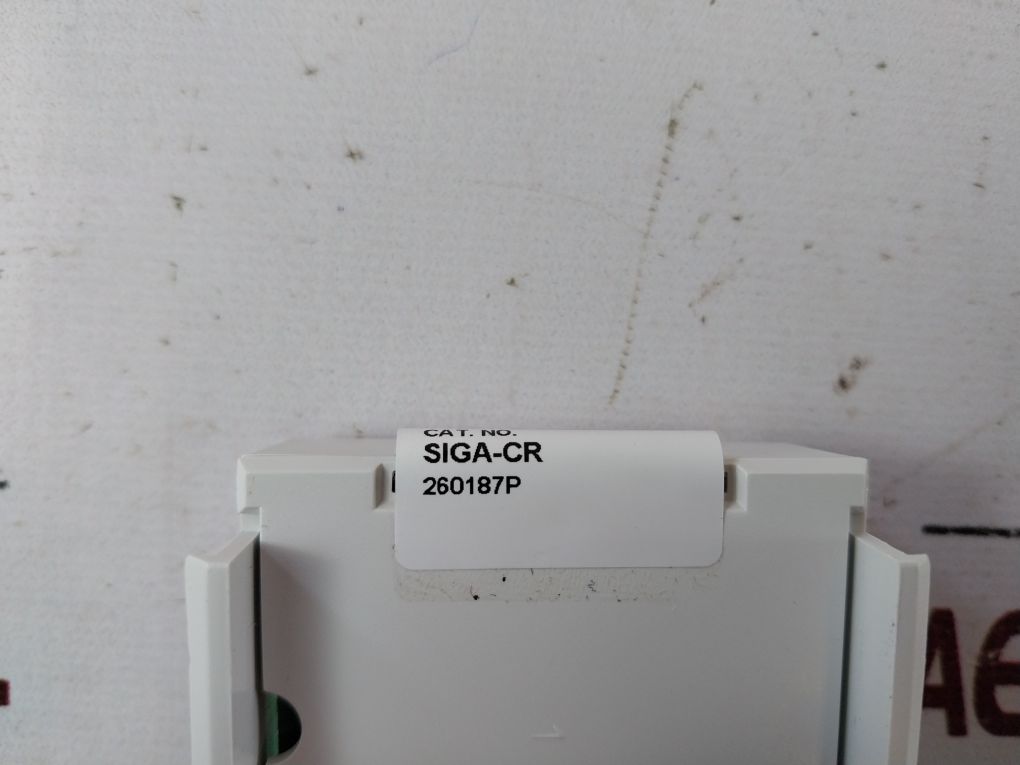 CAT. NO.
SIGA-CR
260187P